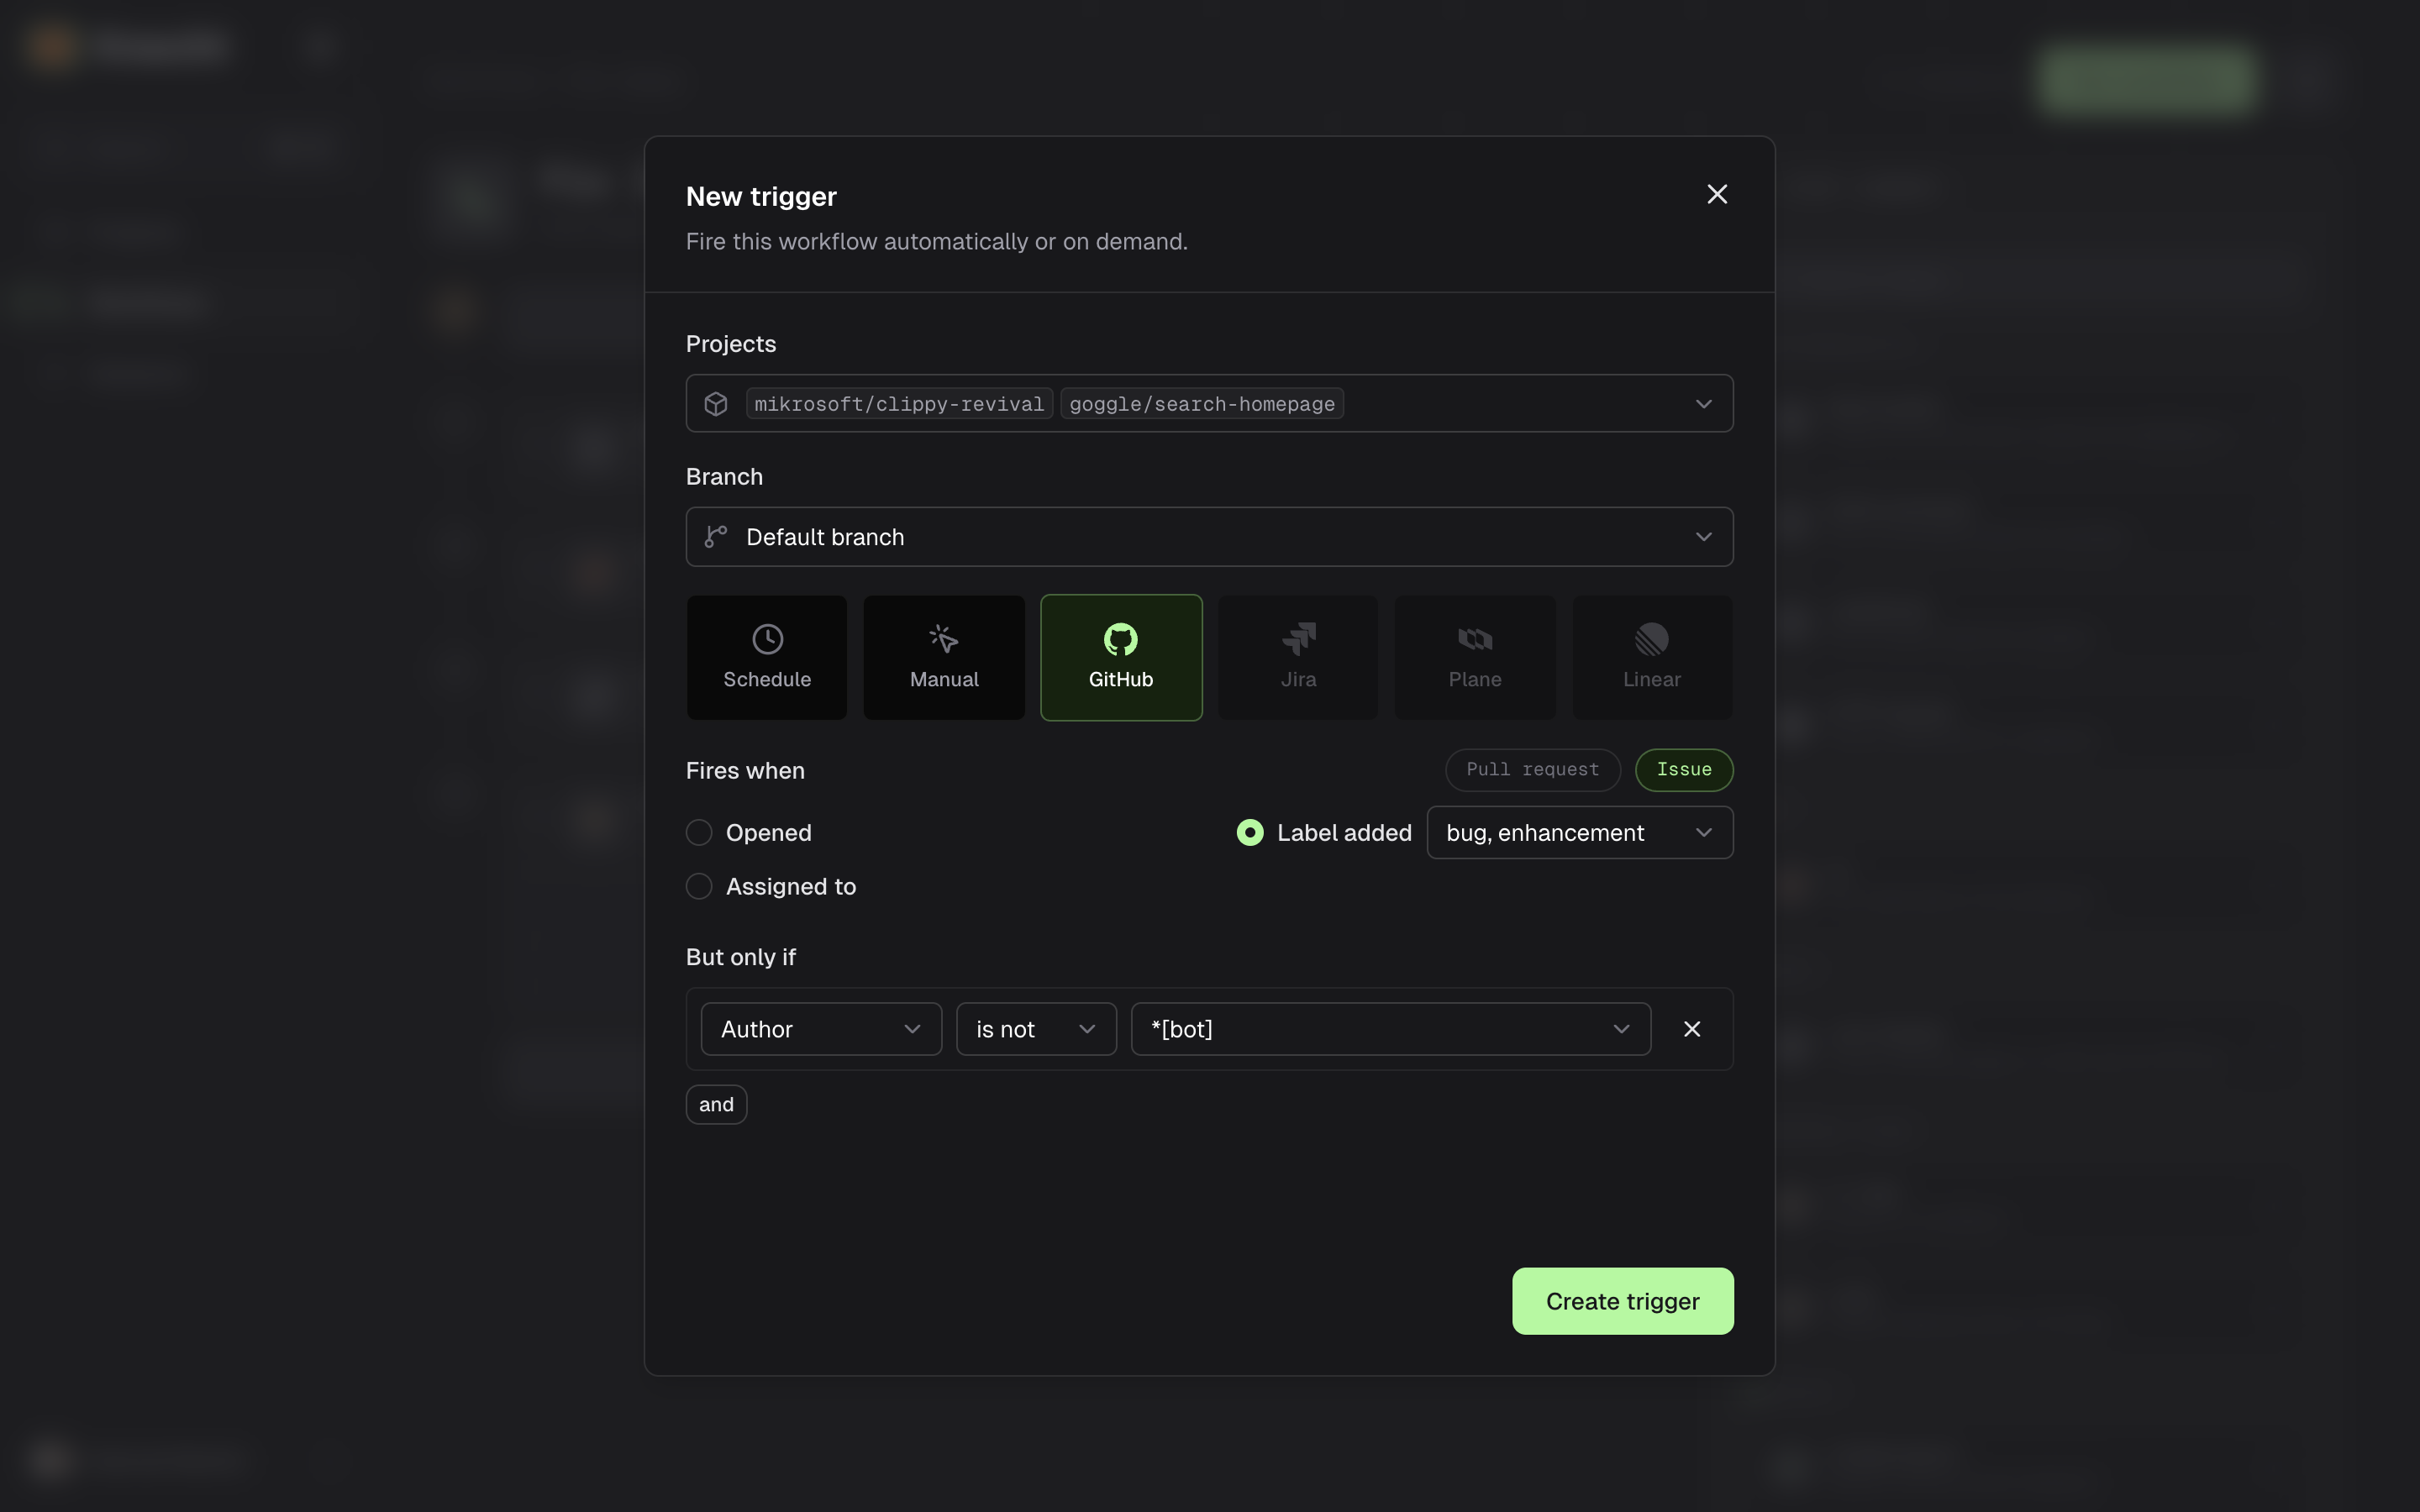 New trigger
Fire this workflow automatically or on demand.
Projects
mikrosoft/clippy-revival goggle/search-homepage
Branch
Default branch
Schedule Manual GitHub Jira Plane Linear
Fires when Pull request Issue
Opened Label added bug, enhancement
Assigned to
But only if
Author is not *[bot]
and
Create trigger